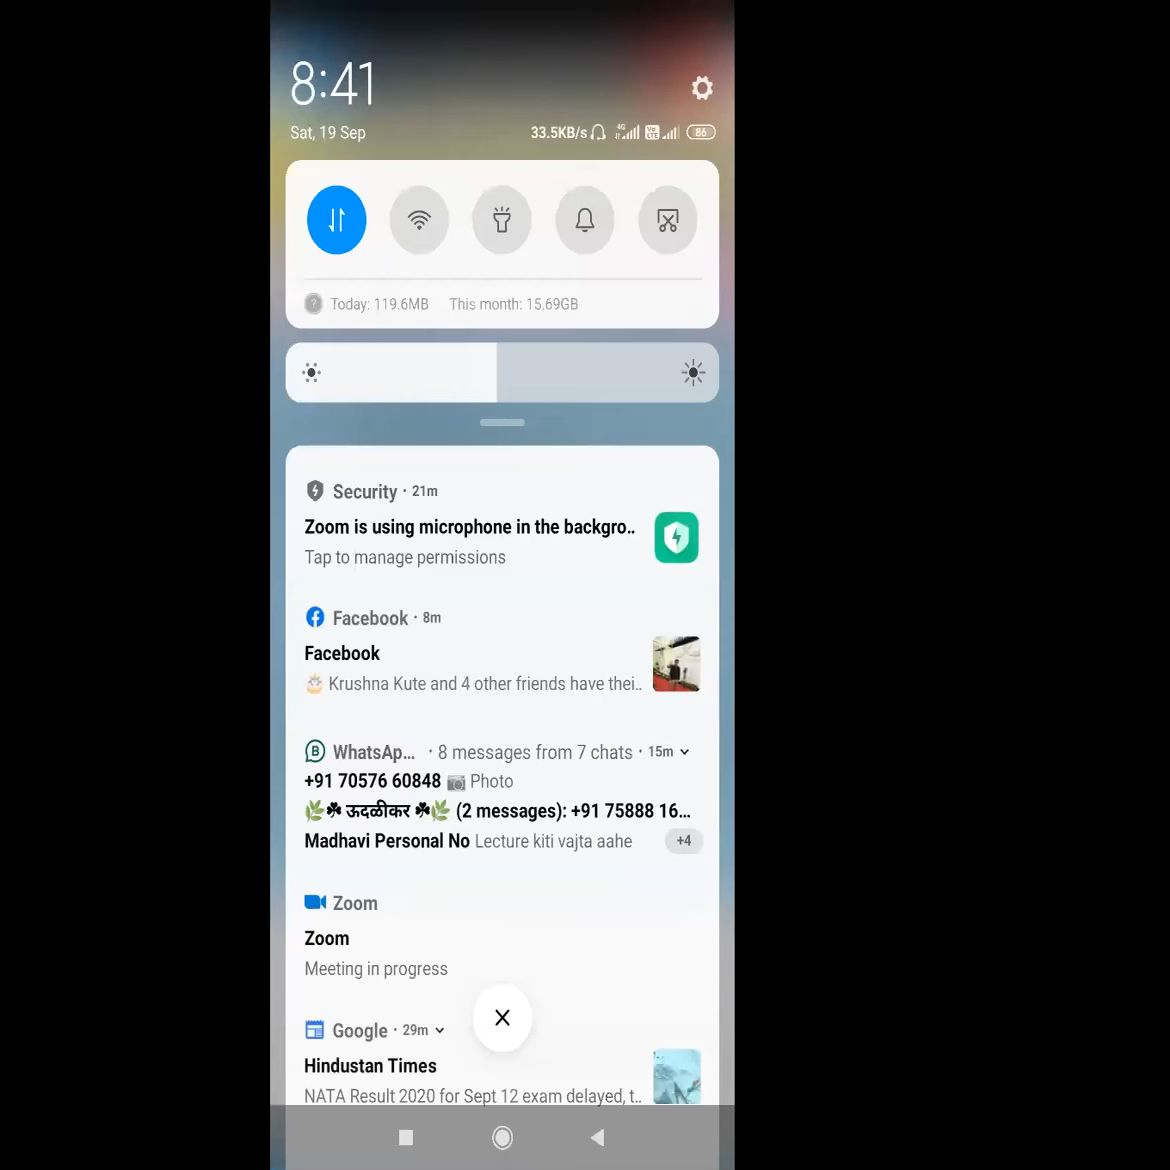 8:41
Sat, 19 Sep
33.5KB/s 4G Vo LTE 86
Today: 119.6MB This month: 15.69GB
Security · 21m
Zoom is using microphone in the backgro..
Tap to manage permissions
Facebook · 8m
Facebook
🎂 Krushna Kute and 4 other friends have thei..
B WhatsAp... · 8 messages from 7 chats · 15m
+91 70576 60848 📷 Photo
🌿☘ ऊदळीकर ☘🌿 (2 messages): +91 75888 16...
Madhavi Personal No Lecture kiti vajta aahe +4
Zoom
Zoom
Meeting in progress
Google · 29m
Hindustan Times
NATA Result 2020 for Sept 12 exam delayed, t..